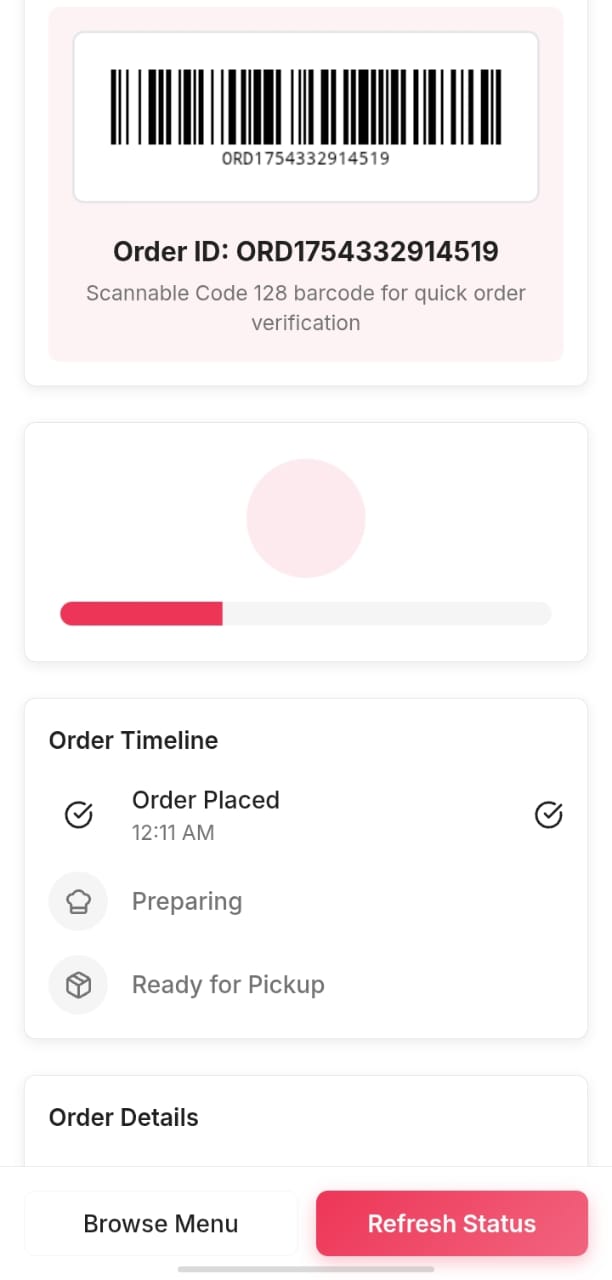 ORD1754332914519
Order ID: ORD1754332914519
Scannable Code 128 barcode for quick order
verification
Order Timeline
Order Placed
12:11 AM
Preparing
Ready for Pickup
Order Details
Browse Menu
Refresh Status